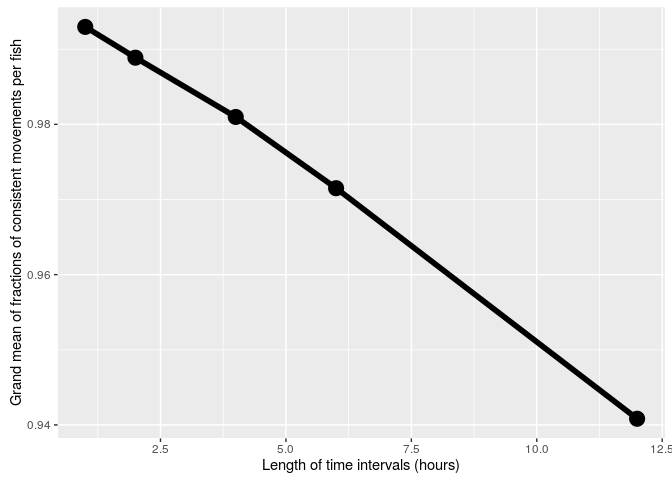 Grand mean of fractions of consistent movements per fish
0.98
0.96
0.94
2.5 5.0 7.5 10.0 12.5
Length of time intervals (hours)